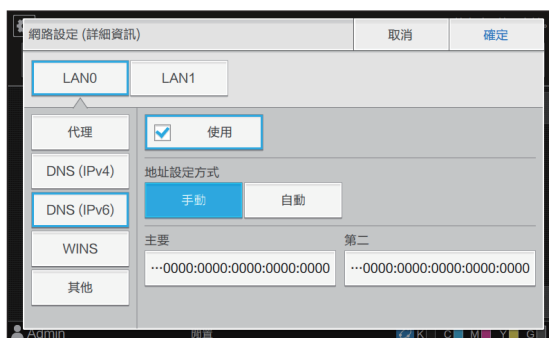 網路設定 (詳細資訊)
取消
確定
LAN0
LAN1
代理
DNS (IPv4)
DNS (IPv6)
WINS
其他
使用
地址設定方式
手動
自動
主要
第二
···0000:0000:0000:0000:0000
···0000:0000:0000:0000:0000
Admin
閒置
K C M Y G